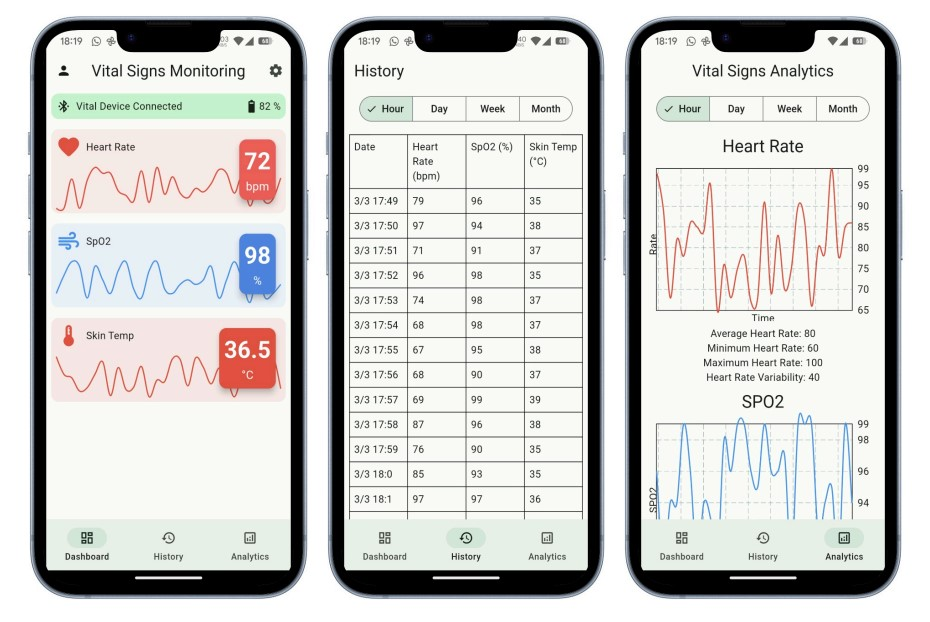 18:19
Vital Signs Monitoring
Vital Device Connected 82 %
Heart Rate
72
bpm
SpO2
98
%
Skin Temp
36.5
°C
Dashboard History Analytics
18:19
History
Hour Day Week Month
Date Heart Rate (bpm) SpO2 (%) Skin Temp (°C)
3/3 17:49 79 96 35
3/3 17:50 97 94 38
3/3 17:51 71 91 37
3/3 17:52 96 98 35
3/3 17:53 74 98 37
3/3 17:54 68 98 37
3/3 17:55 67 95 38
3/3 17:56 68 90 37
3/3 17:57 69 99 39
3/3 17:58 87 96 38
3/3 17:59 76 90 35
3/3 18:0 85 93 35
3/3 18:1 97 97 36
Dashboard History Analytics
18:19
Vital Signs Analytics
Hour Day Week Month
Heart Rate
99
95
90
85
80
75
70
65
Rate
Time
Average Heart Rate: 80
Minimum Heart Rate: 60
Maximum Heart Rate: 100
Heart Rate Variability: 40
SPO2
99
98
96
94
SPO2
Dashboard History Analytics